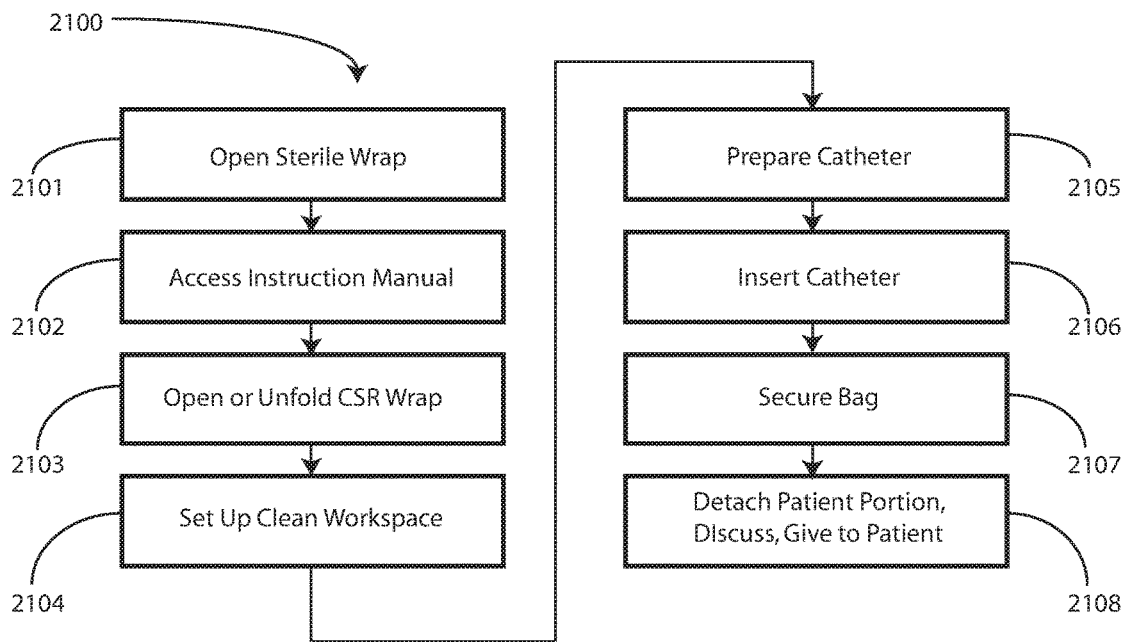 2100
Open Sterile Wrap
2101
Access Instruction Manual
2102
Open or Unfold CSR Wrap
2103
Set Up Clean Workspace
2104
Prepare Catheter
2105
Insert Catheter
2106
Secure Bag
2107
Detach Patient Portion,
DIscuss, Give to Patient
2108